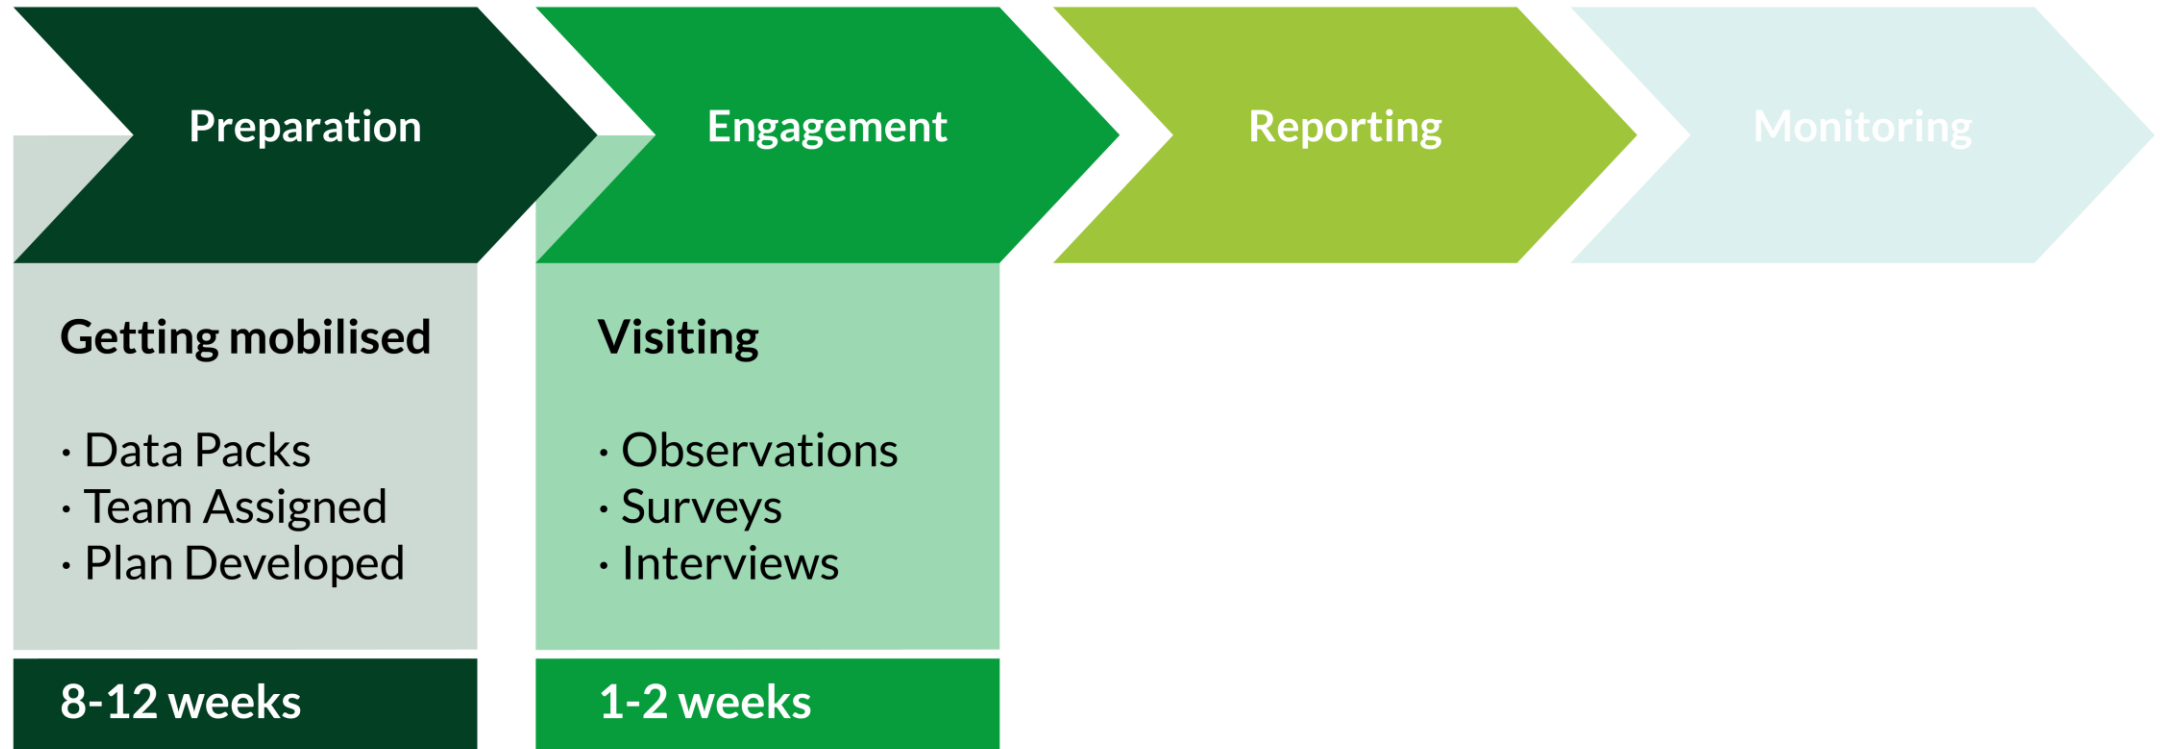 Preparation
Engagement
Reporting
Monitoring
Getting mobilised
· Data Packs
· Team Assigned
· Plan Developed
8-12 weeks
Visiting
· Observations
· Surveys
· Interviews
1-2 weeks